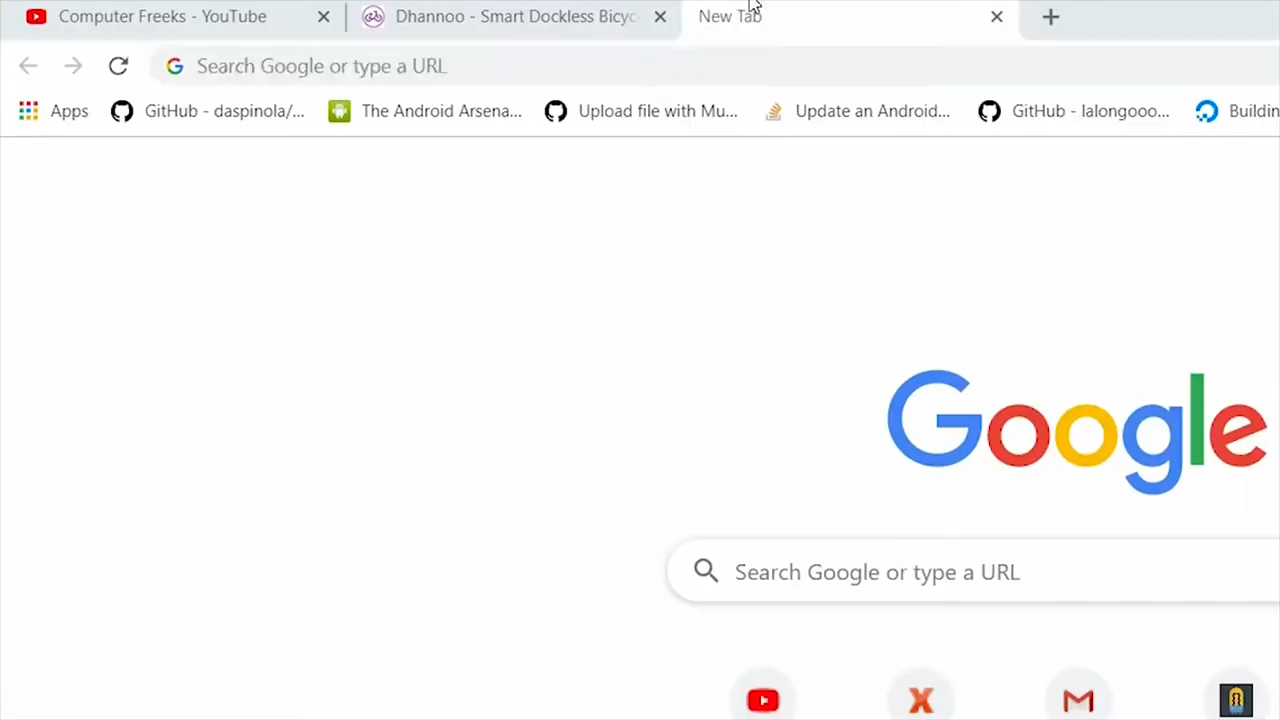 Computer Freeks - YouTube
Dhannoo - Smart Dockless Bicyc
New Tab
Search Google or type a URL
Apps
GitHub - daspinola/...
The Android Arsena...
Upload file with Mu...
Update an Android...
GitHub - lalongooo...
Buildin
Google
Search Google or type a URL